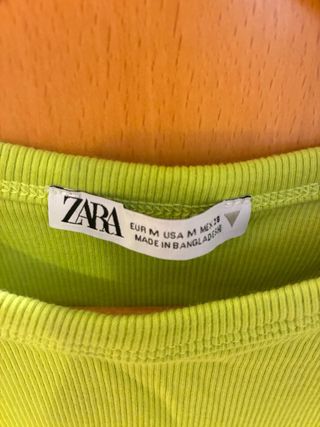 ZARA
EUR M USA M MEX 28
MADE IN BANGLADESH